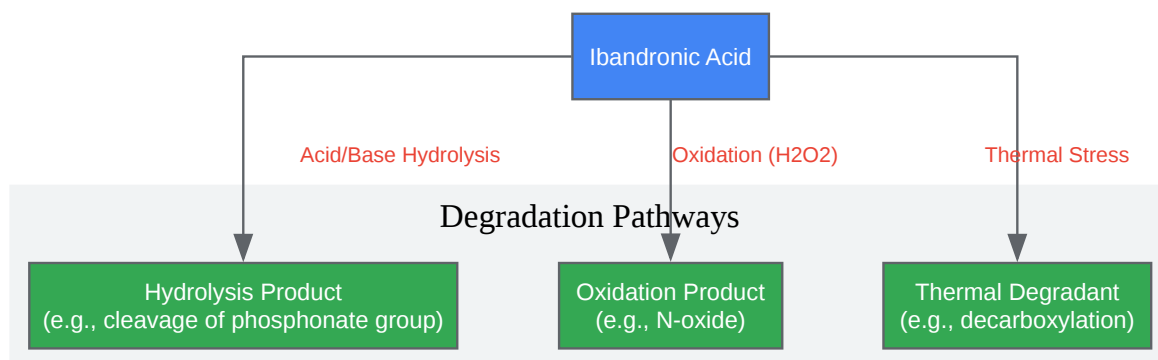 Ibandronic Acid
Acid/Base Hydrolysis
Oxidation (H2O2)
Thermal Stress
Degradation Pathways
Hydrolysis Product
(e.g., cleavage of phosphonate group)
Oxidation Product
(e.g., N-oxide)
Thermal Degradant
(e.g., decarboxylation)